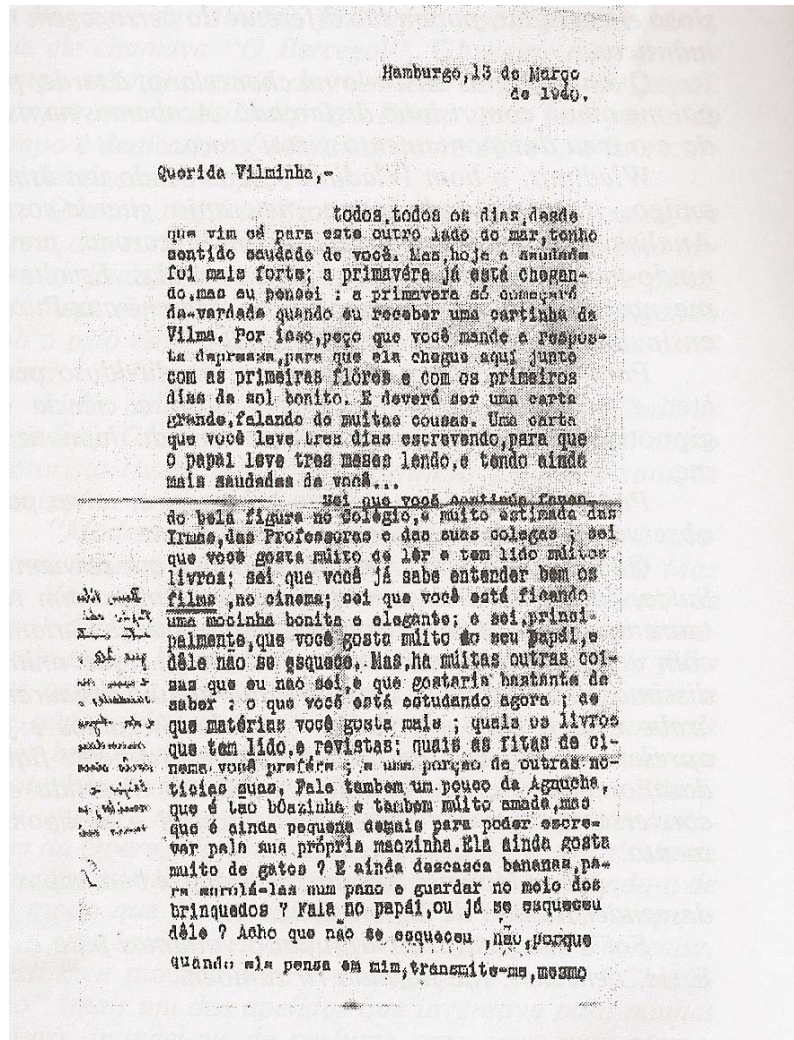 Hamburgo, 13 de Março
de 1940.
Querida Vilminha,-
todos, todos os dias, desde
que vim cá para este outro lado do mar, tenho
sentido saudade de você. Mas, hoje a saudade
foi mais forte; a primavéra já está chegan-
do, mas eu pensei : a primavera só começará
de-verdade quando eu receber uma cartinha da
Vilma. Por isso, peço que você mande a respos-
ta depressa, para que ela chegue aqui junto
com as primeiras flôres e com os primeiros
dias de sol bonito. E deverá ser uma carta
grande, falando de muitas cousas. Uma carta
que você leve tres dias escrevendo, para que
o papái leve tres meses lendo, e tendo ainda
mais saudades de você...
Sei que você continúa fazen-
do bela figura no Colégio, e muito estimada das
Irmãs, das Professoras e das suas colegas ; sei
que você gosta múito de lêr e tem lido múitos
livros; sei que você já sabe entender bem os
films , no cinema; sei que você está ficando
uma mocinha bonita e elegante; e sei, princi-
palmente, que você gosta múito do seu papái, e
dêle não se esquece. Mas, ha múitas outras coi-
sas que eu nao sei, e que gostaria bastante de
saber : o que você está estudando agora ; de
que matérias você gosta mais ; quais os livros
que tem lido, e revistas; quais as fitas de ci-
nema você prefére ; e uma porção de outras no-
ticias suas. Fale tambem um pouco da Agnucha,
que é tão bôazinha e tambem múito amada, mas
que é ainda pequena demais para poder escre-
ver pela sua própria maozinha. Ela ainda gosta
muito de gatos ? E ainda descasca bananas, pa-
ra enrolá-las num pano e guardar no meio dos
brinquedos ? Fala no papái, ou já se esqueceu
dêle ? Acho que não se esqueceu , não, porque
quando ela pensa em mim, transmite-me, mesmo